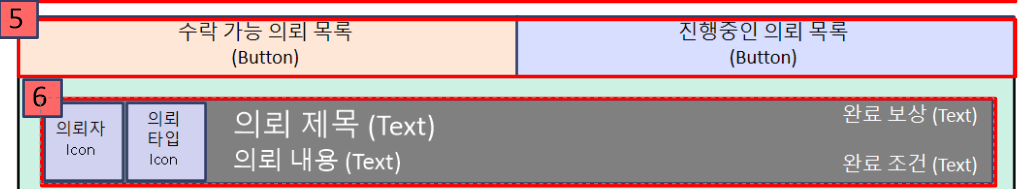 5
수락 가능 의뢰 목록
(Button)
진행중인 의뢰 목록
(Button)
6
의뢰자
Icon
의뢰
타입
Icon
의뢰 제목 (Text)
의뢰 내용 (Text)
완료 보상 (Text)
완료 조건 (Text)